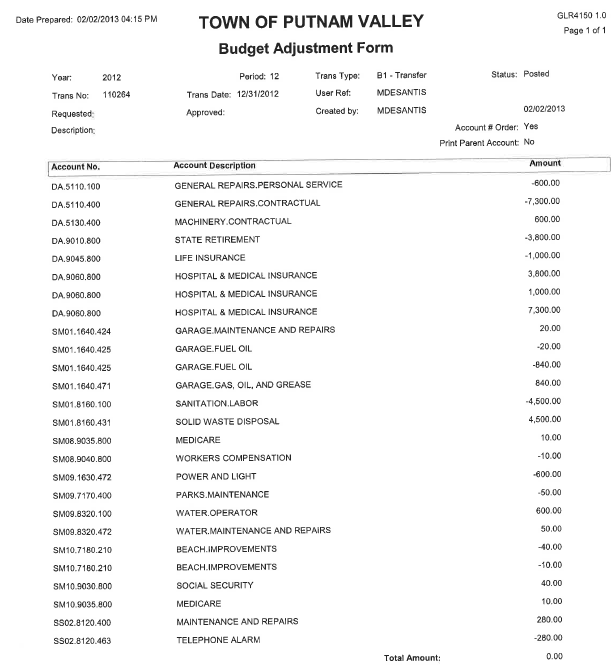 Date Prepared: 02/02/2013 04:15 PM
TOWN OF PUTNAM VALLEY
GLR4150 1.0
Page 1 of 1
Budget Adjustment Form
Year: 2012 Period: 12 Trans Type: B1 - Transfer Status: Posted
Trans No: 110264 Trans Date: 12/31/2012 User Ref: MDESANTIS
Requested: Approved: Created by: MDESANTIS 02/02/2013
Description: Account # Order: Yes
Print Parent Account: No
Account No. Account Description Amount
DA.5110.100 GENERAL REPAIRS.PERSONAL SERVICE -600.00
DA.5110.400 GENERAL REPAIRS.CONTRACTUAL -7,300.00
DA.5130.400 MACHINERY.CONTRACTUAL 600.00
DA.9010.800 STATE RETIREMENT -3,800.00
DA.9045.800 LIFE INSURANCE -1,000.00
DA.9060.800 HOSPITAL & MEDICAL INSURANCE 3,800.00
DA.9060.800 HOSPITAL & MEDICAL INSURANCE 1,000.00
DA.9060.800 HOSPITAL & MEDICAL INSURANCE 7,300.00
SM01.1640.424 GARAGE.MAINTENANCE AND REPAIRS 20.00
SM01.1640.425 GARAGE.FUEL OIL -20.00
SM01.1640.425 GARAGE.FUEL OIL -840.00
SM01.1640.471 GARAGE.GAS, OIL, AND GREASE 840.00
SM01.8160.100 SANITATION.LABOR -4,500.00
SM01.8160.431 SOLID WASTE DISPOSAL 4,500.00
SM08.9035.800 MEDICARE 10.00
SM08.9040.800 WORKERS COMPENSATION -10.00
SM09.1630.472 POWER AND LIGHT -600.00
SM09.7170.400 PARKS.MAINTENANCE -50.00
SM09.8320.100 WATER.OPERATOR 600.00
SM09.8320.472 WATER.MAINTENANCE AND REPAIRS 50.00
SM10.7180.210 BEACH.IMPROVEMENTS -40.00
SM10.7180.210 BEACH.IMPROVEMENTS -10.00
SM10.9030.800 SOCIAL SECURITY 40.00
SM10.9035.800 MEDICARE 10.00
SS02.8120.400 MAINTENANCE AND REPAIRS 280.00
SS02.8120.463 TELEPHONE ALARM -280.00
Total Amount: 0.00